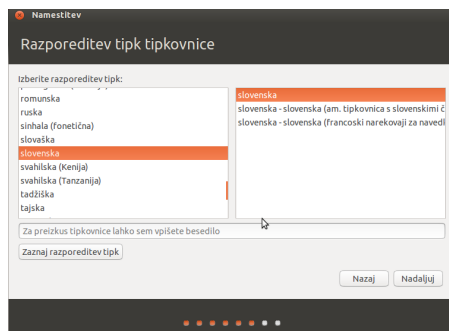 Namestitev
Razporeditev tipk tipkovnice
Izberite razporeditev tipk:
romunska
ruska
sinhala (fonetična)
slovaška
slovenska
svahilska (Kenija)
svahilska (Tanzanija)
tadžiška
tajska
slovenska
slovenska - slovenska (am. tipkovnica s slovenskimi č
slovenska - slovenska (francoski narekovaji za naved
Za preizkus tipkovnice lahko sem vpišete besedilo
Zaznaj razporeditev tipk
Nazaj
Nadaljuj